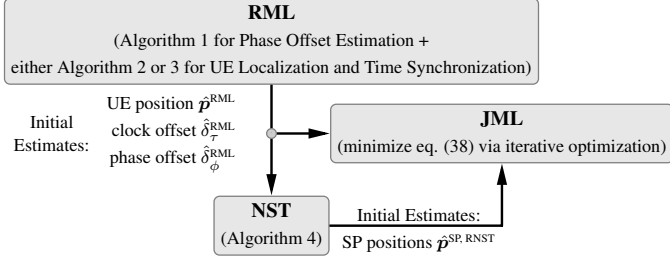 RML
(Algorithm 1 for Phase Offset Estimation +
either Algorithm 2 or 3 for UE Localization and Time Synchronization)
Initial
Estimates:
UE position p̂^RML
clock offset δ̂_τ^RML
phase offset δ̂_ϕ^RML
JML
(minimize eq. (38) via iterative optimization)
NST
(Algorithm 4)
Initial Estimates:
SP positions p̂^SP, RNST